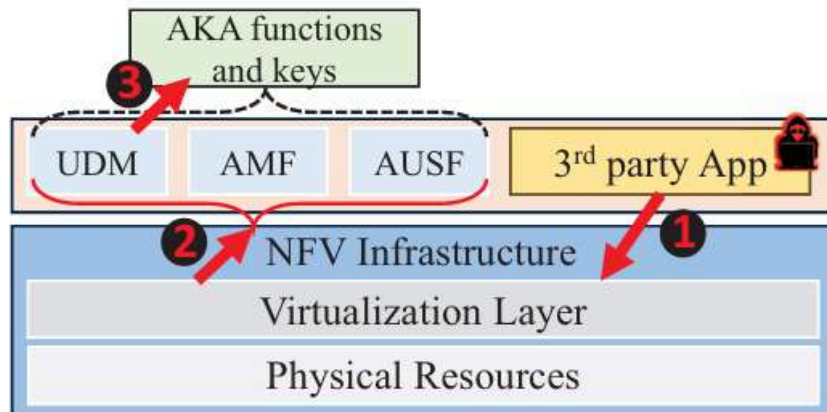 AKA functions
and keys
3
UDM
AMF
AUSF
3rd party App
1
2
NFV Infrastructure
Virtualization Layer
Physical Resources